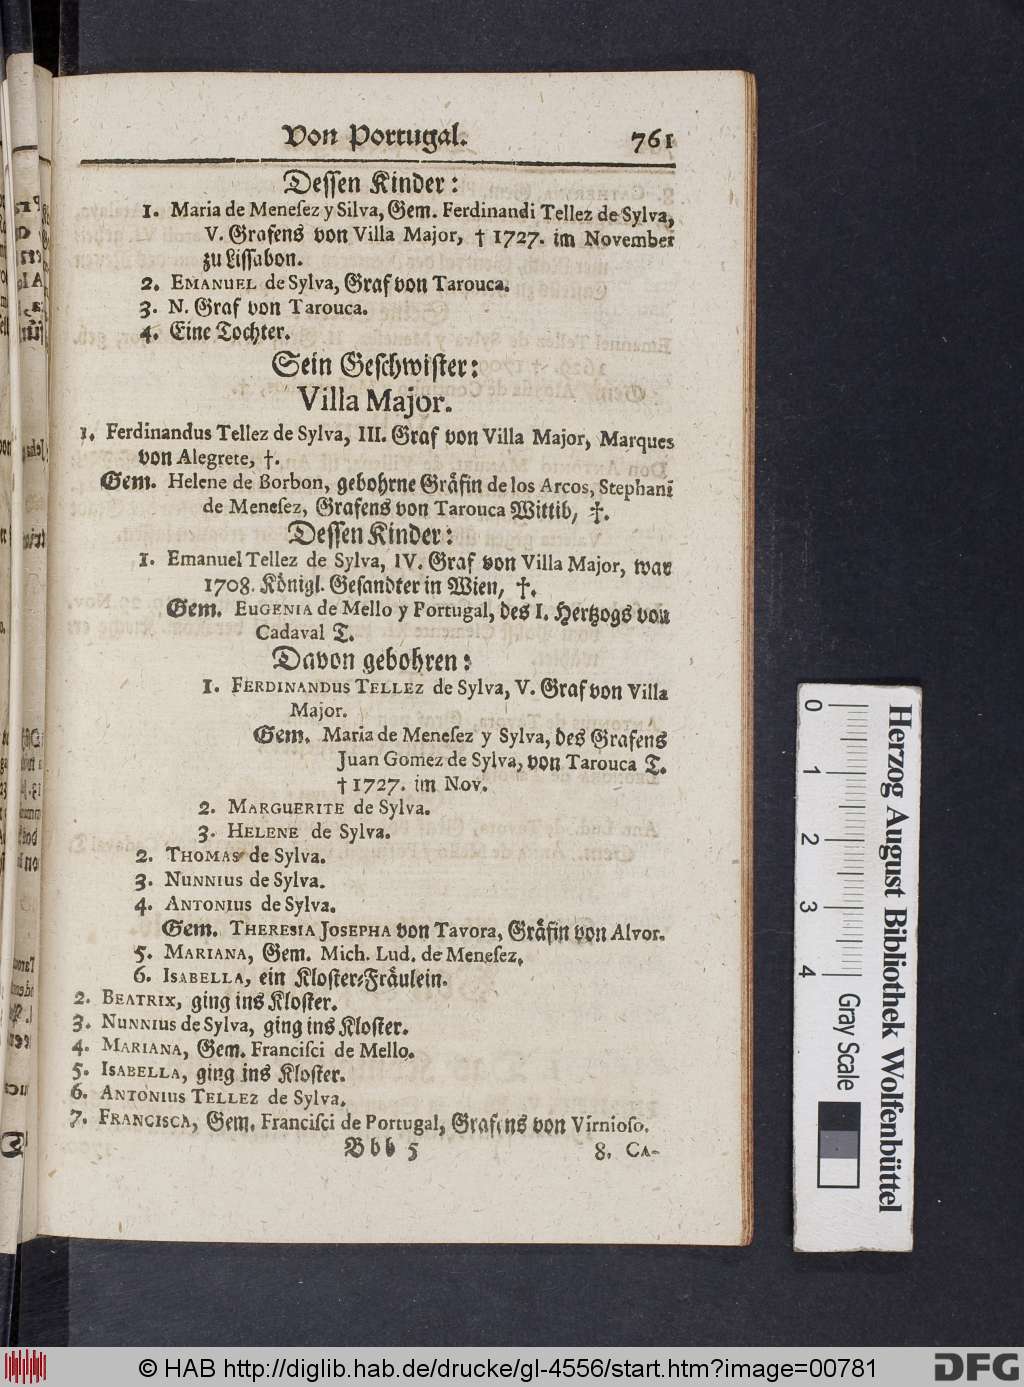 Von Portugal. 761
Dessen Kinder:
1. Maria de Meneſez y Silva, Gem. Ferdinandi Tellez de Sylva,
V. Grafens von Villa Major, † 1727. im November
zu Liſſabon.
2. EMANUEL de Sylva, Graf von Tarouca.
3. N. Graf von Tarouca.
4. Eine Tochter.
Sein Geſchwiſter:
Villa Major.
1. Ferdinandus Tellez de Sylva, III. Graf von Villa Major, Marques
von Alegrete, †.
Gem. Helene de Borbon, gebohrne Gräfin de los Arcos, Stephani
de Meneſez, Grafens von Tarouca Wittib, †.
Deſſen Kinder:
1. Emanuel Tellez de Sylva, IV. Graf von Villa Major, war
1708. Königl. Geſandter in Wien, †.
Gem. EUGENIA de Mello y Portugal, des I. Hertzogs von
Cadaval T.
Davon gebohren:
1. FERDINANDUS TELLEZ de Sylva, V. Graf von Villa
Major.
Gem. Maria de Meneſez y Sylva, des Grafens
Juan Gomez de Sylva, von Tarouca T.
† 1727. im Nov.
2. MARGUERITE de Sylva.
3. HELENE de Sylva.
2. THOMAS de Sylva.
3. NUNNIUS de Sylva.
4. ANTONIUS de Sylva.
Gem. THERESIA JOSEPHA von Tavora, Gräfin von Alvor.
5. MARIANA, Gem. Mich. Lud. de Meneſez.
6. ISABELLA, ein Kloſter-Fräulein.
2. BEATRIX, ging ins Kloſter.
3. NUNNIUS de Sylva, ging ins Kloſter.
4. MARIANA, Gem. Franciſci de Mello.
5. ISABELLA, ging ins Kloſter.
6. ANTONIUS TELLEZ de Sylva.
7. FRANCISCA, Gem. Franciſci de Portugal, Grafens von Virnioſo.
Bbb 5 8. CA-
0 1 2 3 4
Herzog August Bibliothek Wolfenbüttel
Gray Scale
© HAB http://diglib.hab.de/drucke/gl-4556/start.htm?image=00781
DFG